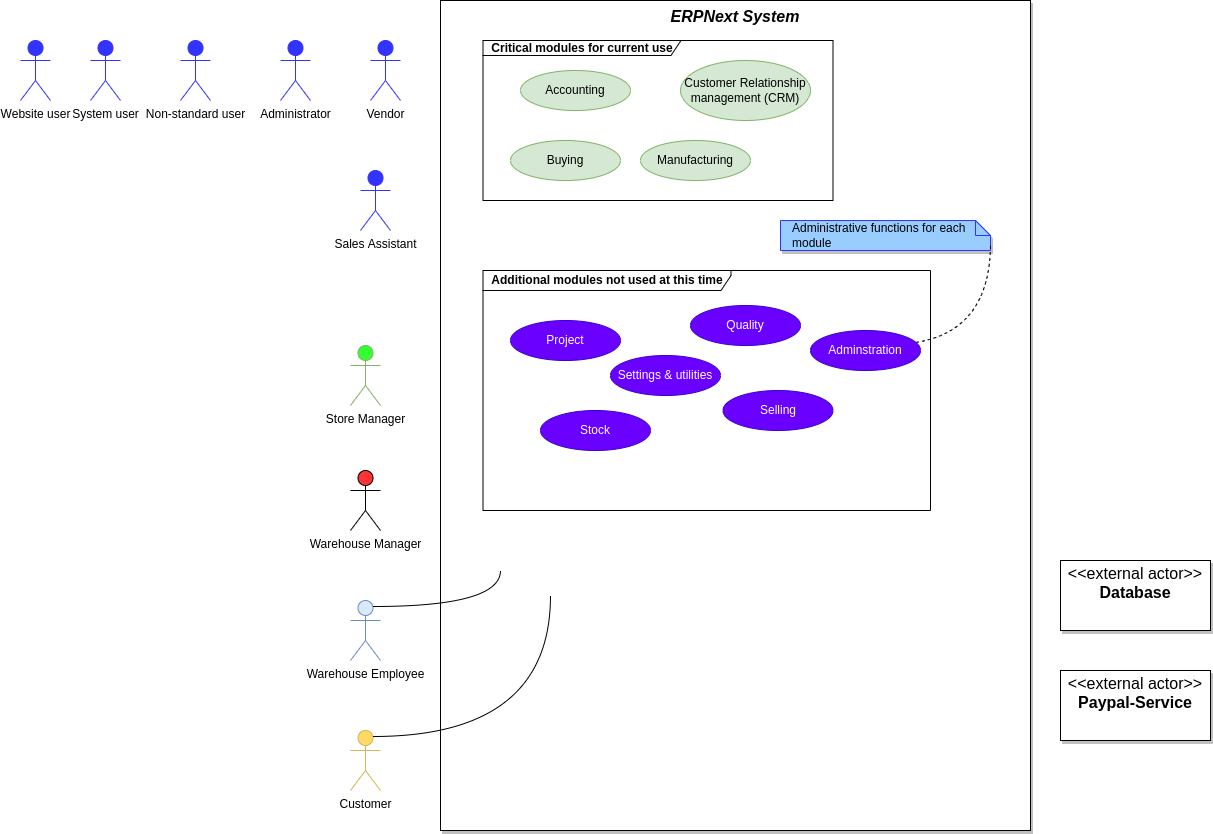 ERPNext System
Critical modules for current use
Accounting
Customer Relationship
management (CRM)
Buying
Manufacturing
Website user
System user
Non-standard user
Administrator
Vendor
Sales Assistant
Administrative functions for each
module
Additional modules not used at this time
Project
Quality
Adminstration
Settings & utilities
Selling
Stock
Store Manager
Warehouse Manager
Warehouse Employee
Customer
<<external actor>>
Database
<<external actor>>
Paypal-Service